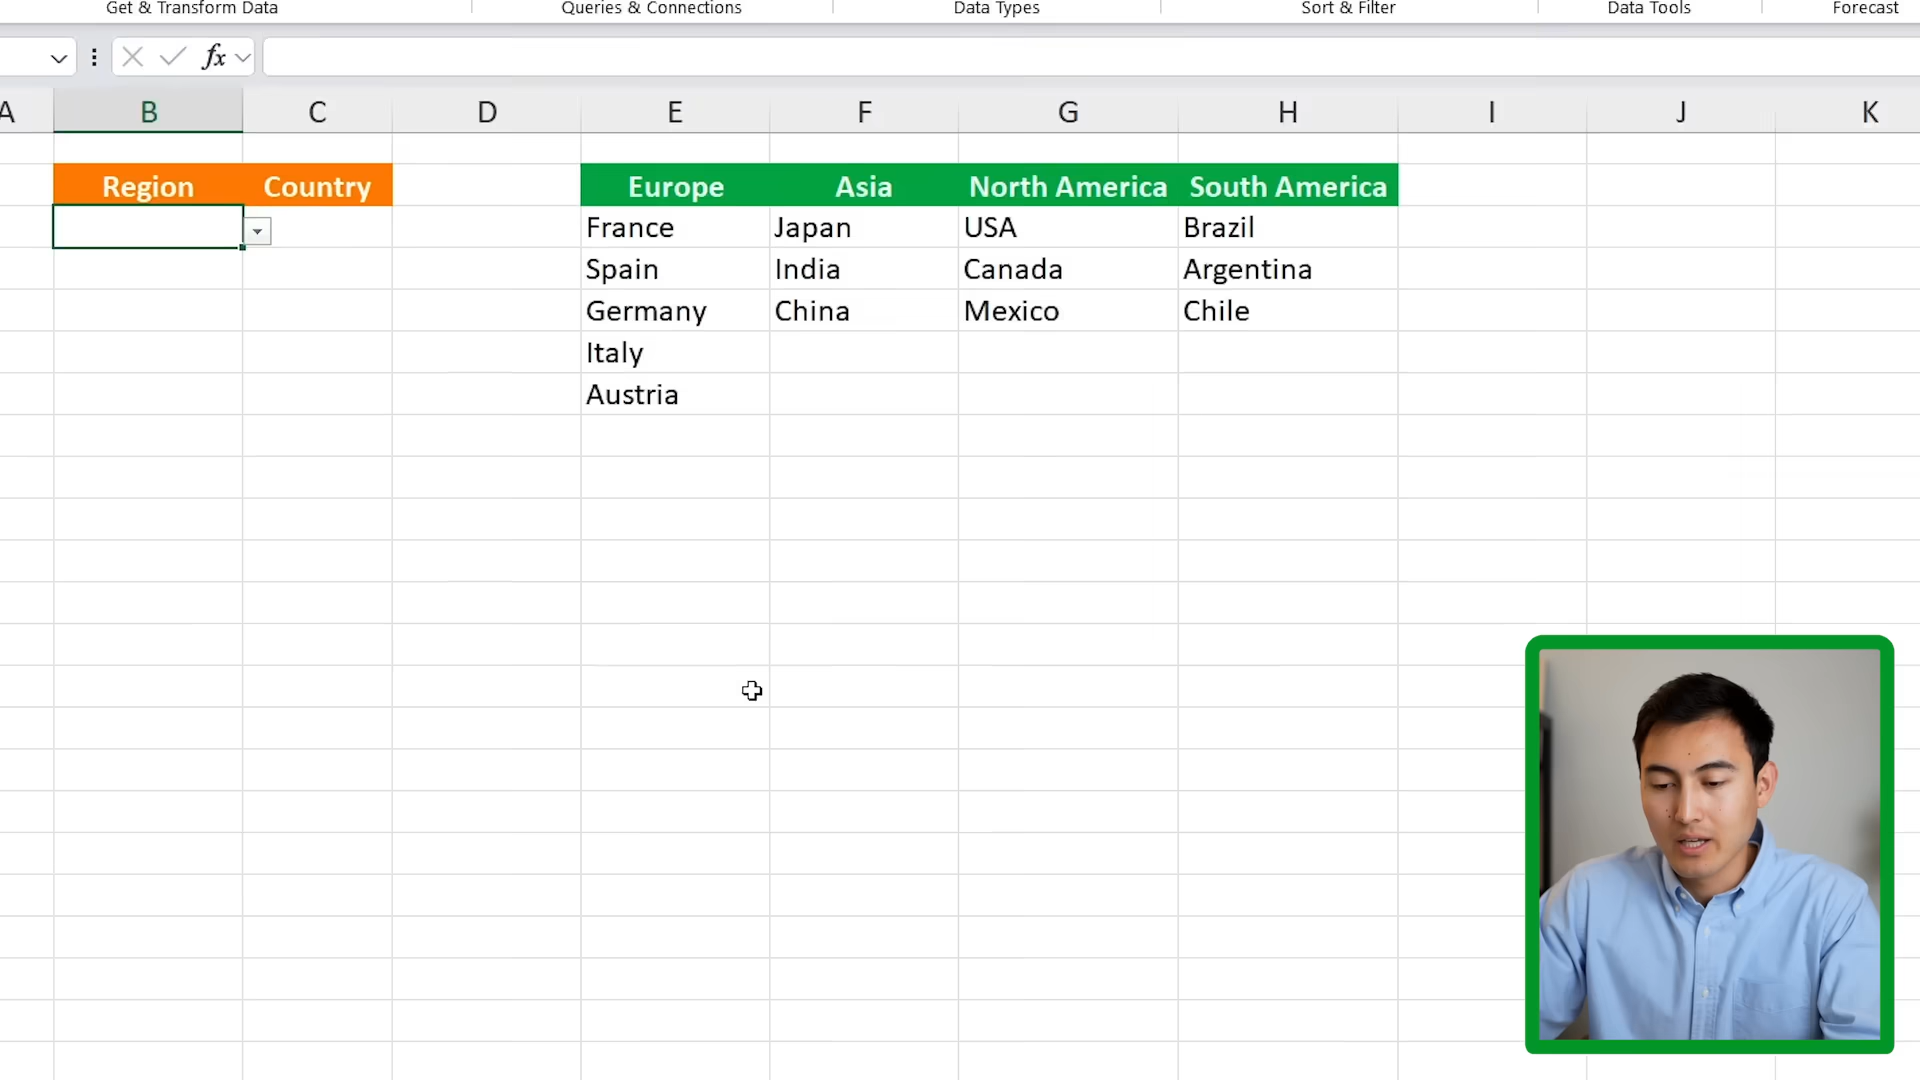 Get & Transform Data Queries & Connections Data Types Sort & Filter Data Tools Forecast
fx
A B C D E F G H I J K
Region Country Europe Asia North America South America
France Japan USA Brazil
Spain India Canada Argentina
Germany China Mexico Chile
Italy
Austria